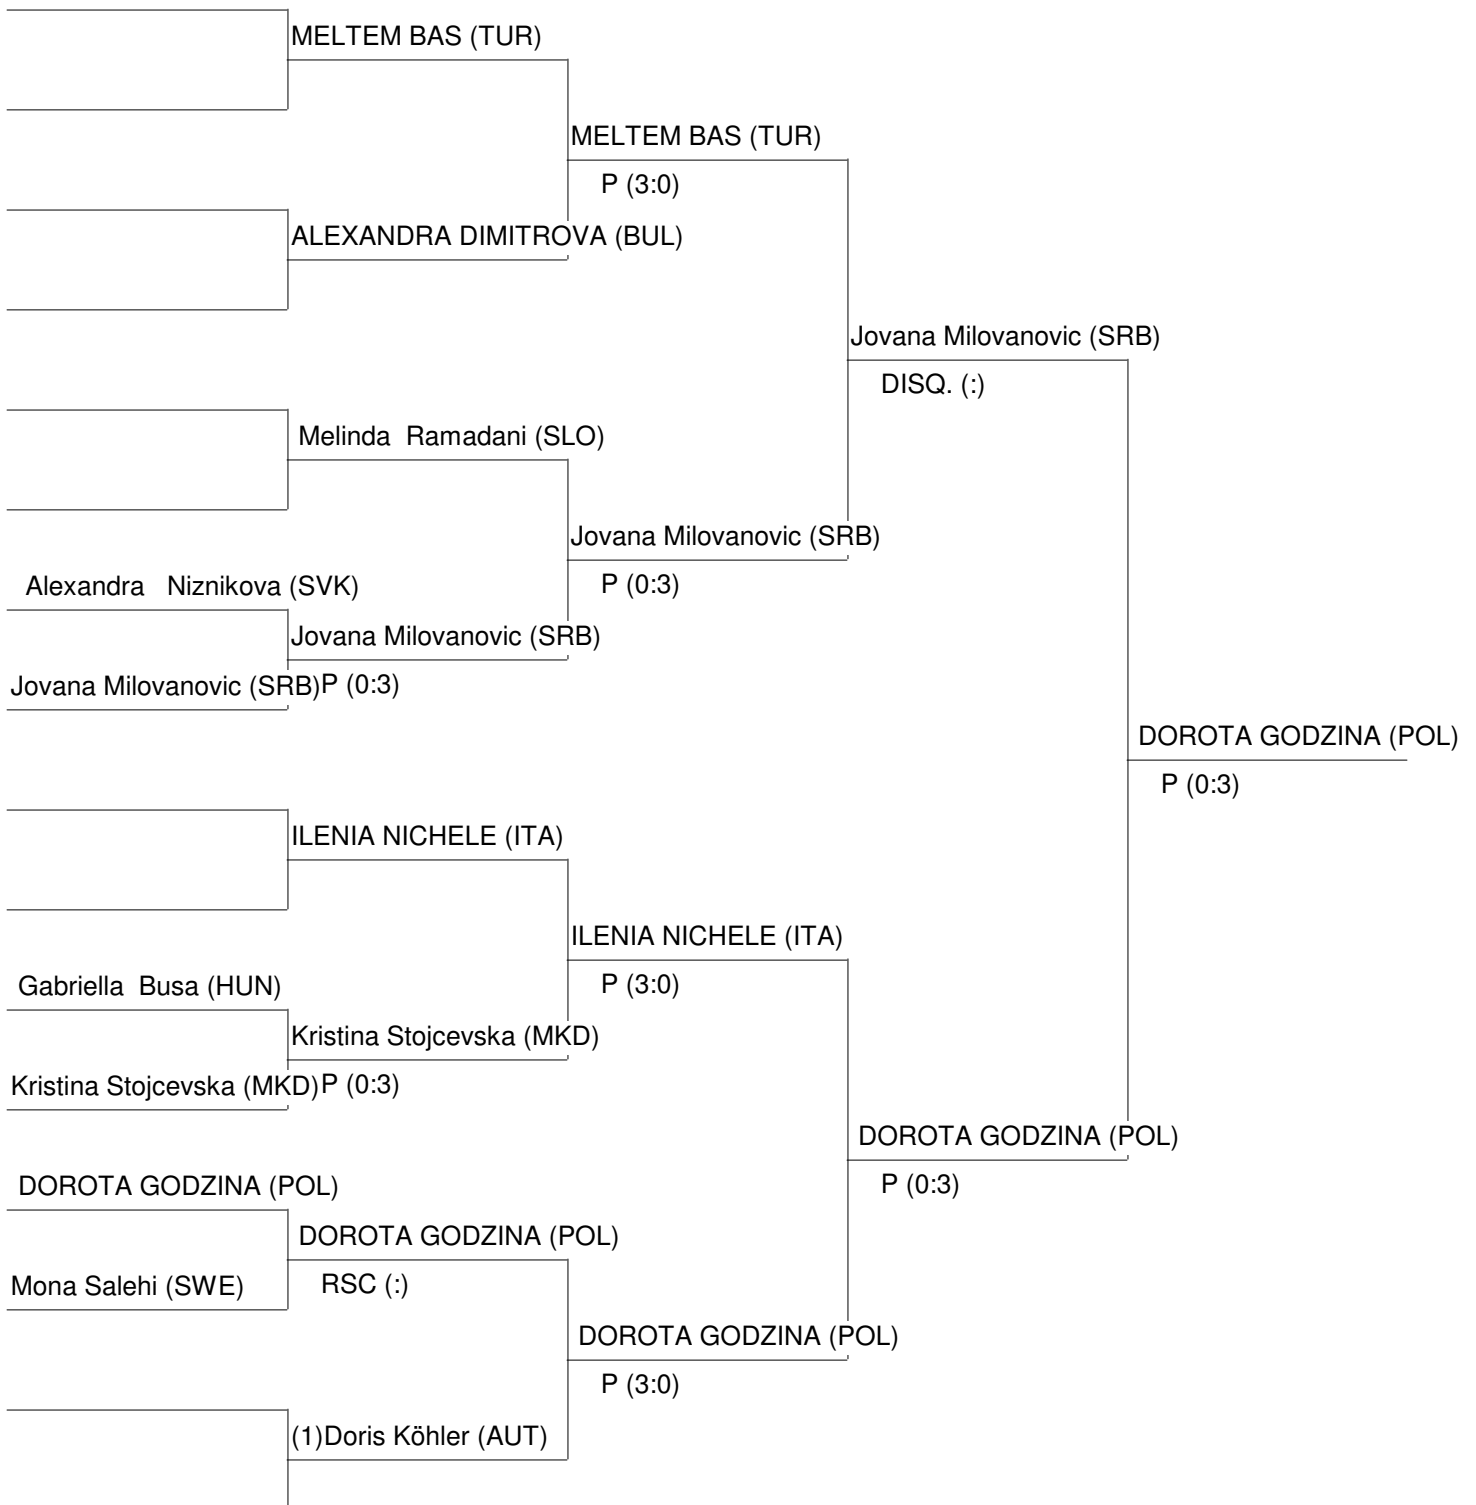 MELTEM BAS (TUR)
MELTEM BAS (TUR)
P (3:0)
ALEXANDRA DIMITROVA (BUL)
Jovana Milovanovic (SRB)
DISQ. (:)
Melinda  Ramadani (SLO)
Jovana Milovanovic (SRB)
Alexandra   Niznikova (SVK)
P (0:3)
Jovana Milovanovic (SRB)
Jovana Milovanovic (SRB)
P (0:3)
DOROTA GODZINA (POL)
P (0:3)
ILENIA NICHELE (ITA)
ILENIA NICHELE (ITA)
Gabriella  Busa (HUN)
P (3:0)
Kristina Stojcevska (MKD)
Kristina Stojcevska (MKD)
P (0:3)
DOROTA GODZINA (POL)
DOROTA GODZINA (POL)
P (0:3)
DOROTA GODZINA (POL)
Mona Salehi (SWE)
RSC (:)
DOROTA GODZINA (POL)
P (3:0)
(1)Doris Köhler (AUT)